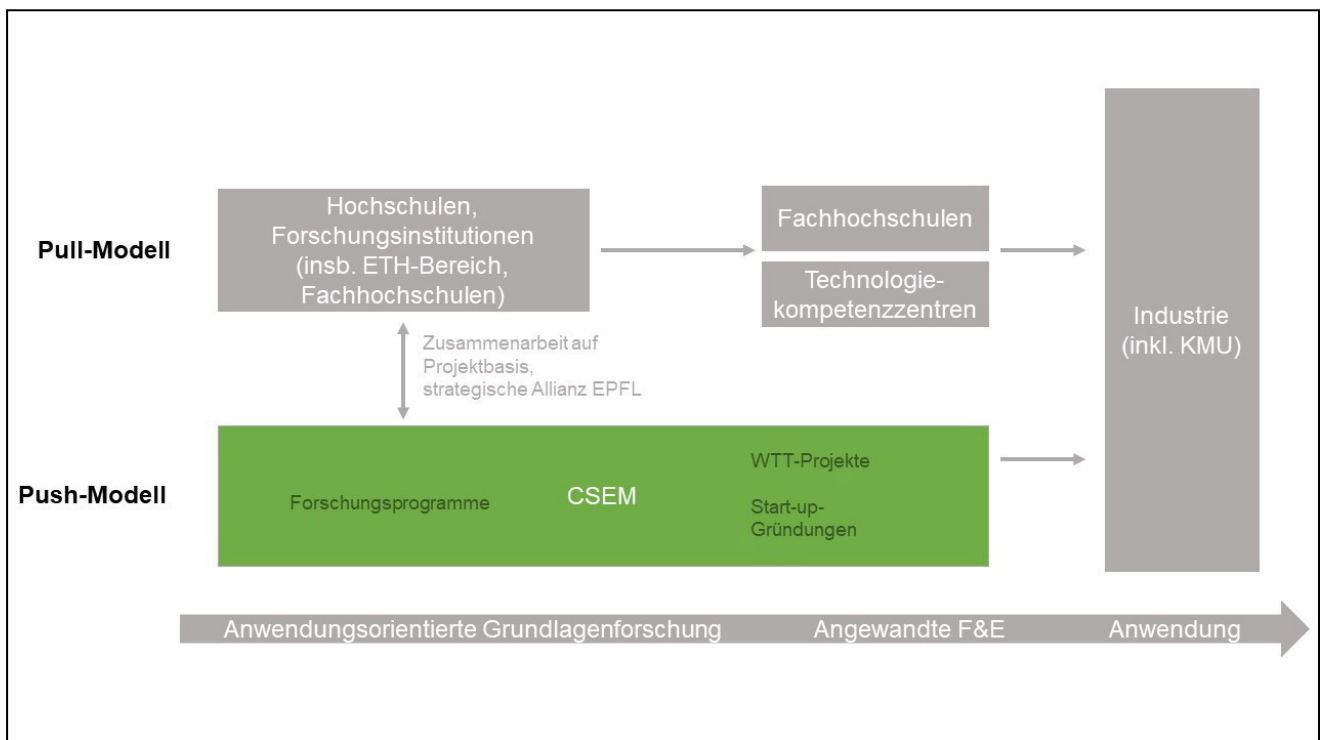 Pull-Modell
Hochschulen,
Forschungsinstitutionen
(insb. ETH-Bereich,
Fachhochschulen)
Fachhochschulen
Technologie-
kompetenzzentren
Industrie
(inkl. KMU)
Zusammenarbeit auf
Projektbasis,
strategische Allianz EPFL
Push-Modell
Forschungsprogramme
CSEM
WTT-Projekte
Start-up-
Gründungen
Anwendungsorientierte Grundlagenforschung
Angewandte F&E
Anwendung